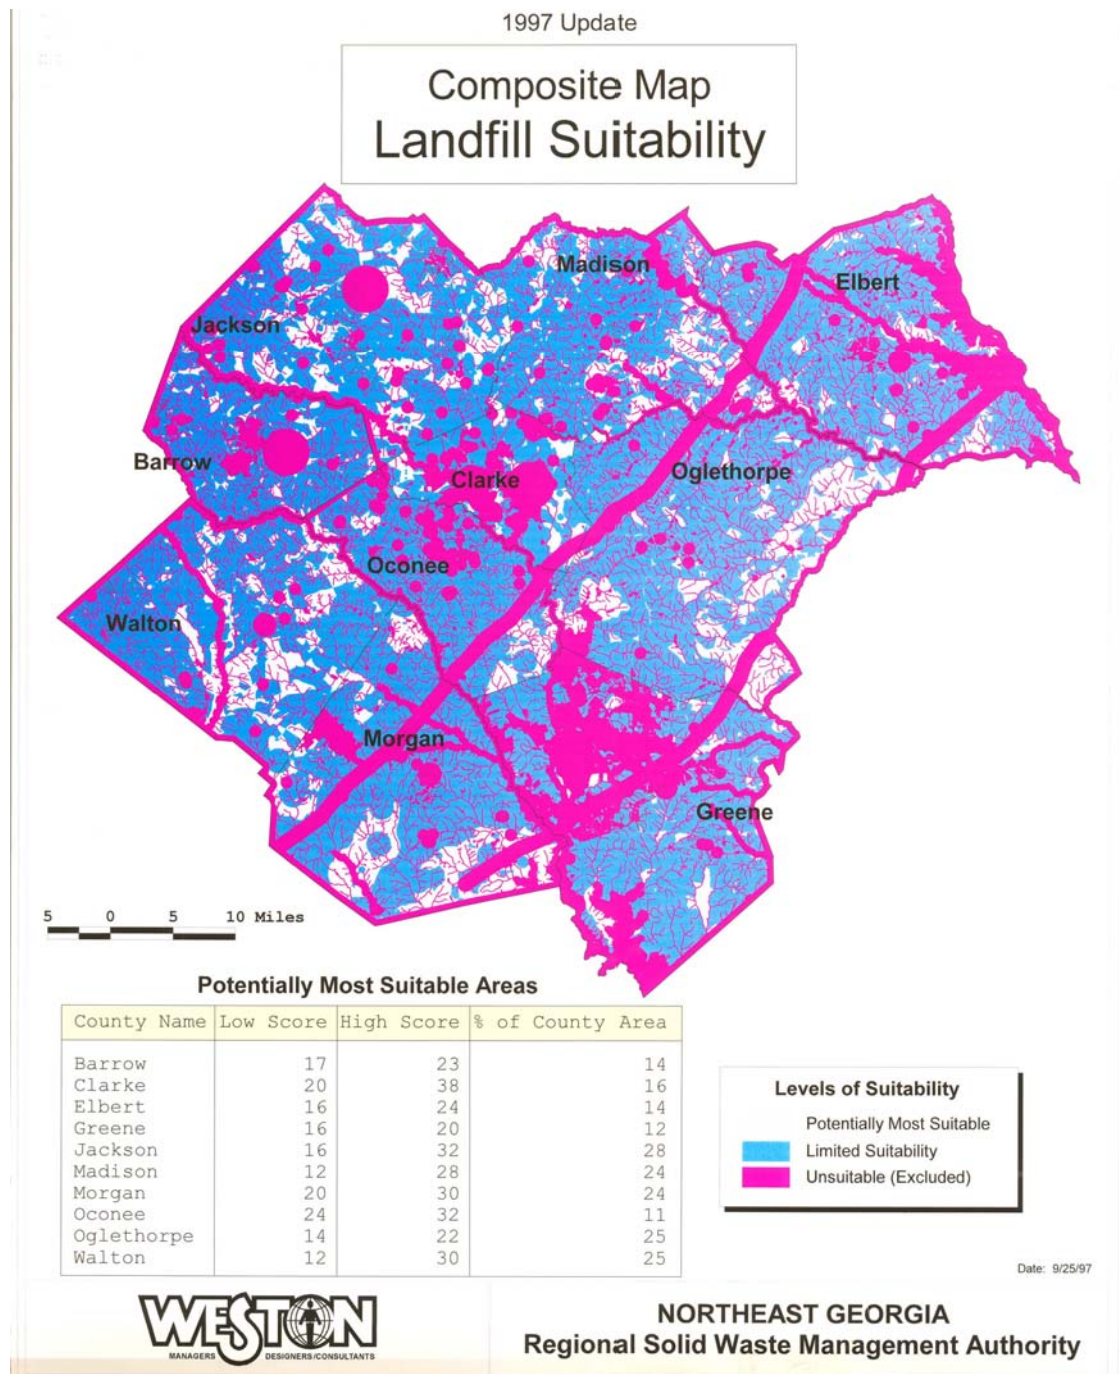 1997 Update
Composite Map
Landfill Suitability
Madison
Elbert
Jackson
Barrow
Clarke
Oglethorpe
Oconee
Walton
Morgan
Greene
5 0 5 10 Miles
Potentially Most Suitable Areas
County Name Low Score High Score % of County Area
Barrow 17 23 14
Clarke 20 38 16
Elbert 16 24 14
Greene 16 20 12
Jackson 16 32 28
Madison 12 28 24
Morgan 20 30 24
Oconee 24 32 11
Oglethorpe 14 22 25
Walton 12 30 25
Levels of Suitability
Potentially Most Suitable
Limited Suitability
Unsuitable (Excluded)
Date: 9/25/97
WESTON
MANAGERS DESIGNERS/CONSULTANTS
NORTHEAST GEORGIA
Regional Solid Waste Management Authority